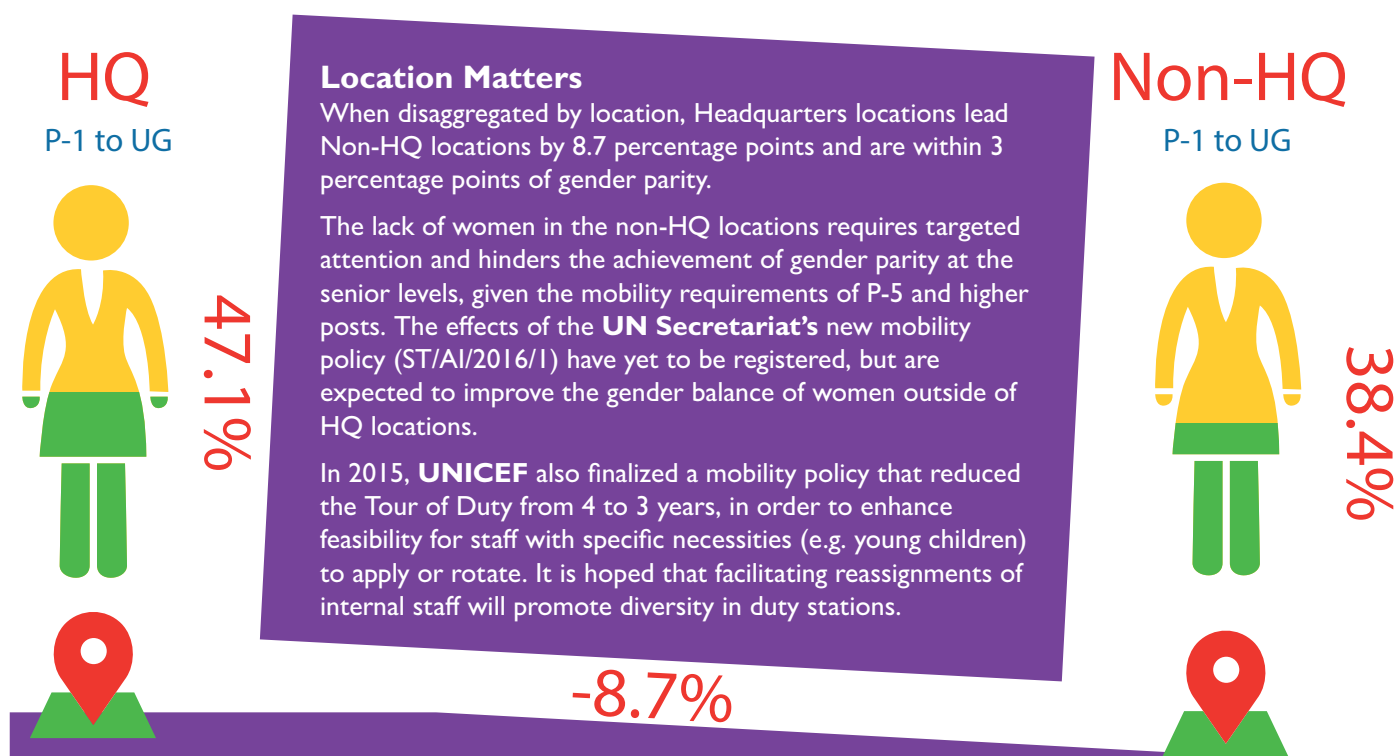 HQ
P-1 to UG
47.1%
Location Matters
When disaggregated by location, Headquarters locations lead
Non-HQ locations by 8.7 percentage points and are within 3
percentage points of gender parity.
The lack of women in the non-HQ locations requires targeted
attention and hinders the achievement of gender parity at the
senior levels, given the mobility requirements of P-5 and higher
posts. The effects of the UN Secretariat's new mobility
policy (ST/AI/2016/1) have yet to be registered, but are
expected to improve the gender balance of women outside of
HQ locations.
In 2015, UNICEF also finalized a mobility policy that reduced
the Tour of Duty from 4 to 3 years, in order to enhance
feasibility for staff with specific necessities (e.g. young children)
to apply or rotate. It is hoped that facilitating reassignments of
internal staff will promote diversity in duty stations.
Non-HQ
P-1 to UG
38.4%
-8.7%